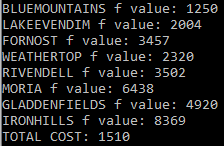 BLUEMOUNTAINS f value: 1250
LAKEEVENDIM f value: 2004
FORNOST f value: 3457
WEATHERTOP f value: 2320
RIVENDELL f value: 3502
MORIA f value: 6438
GLADDENFIELDS f value: 4920
IRONHILLS f value: 8369
TOTAL COST: 1510